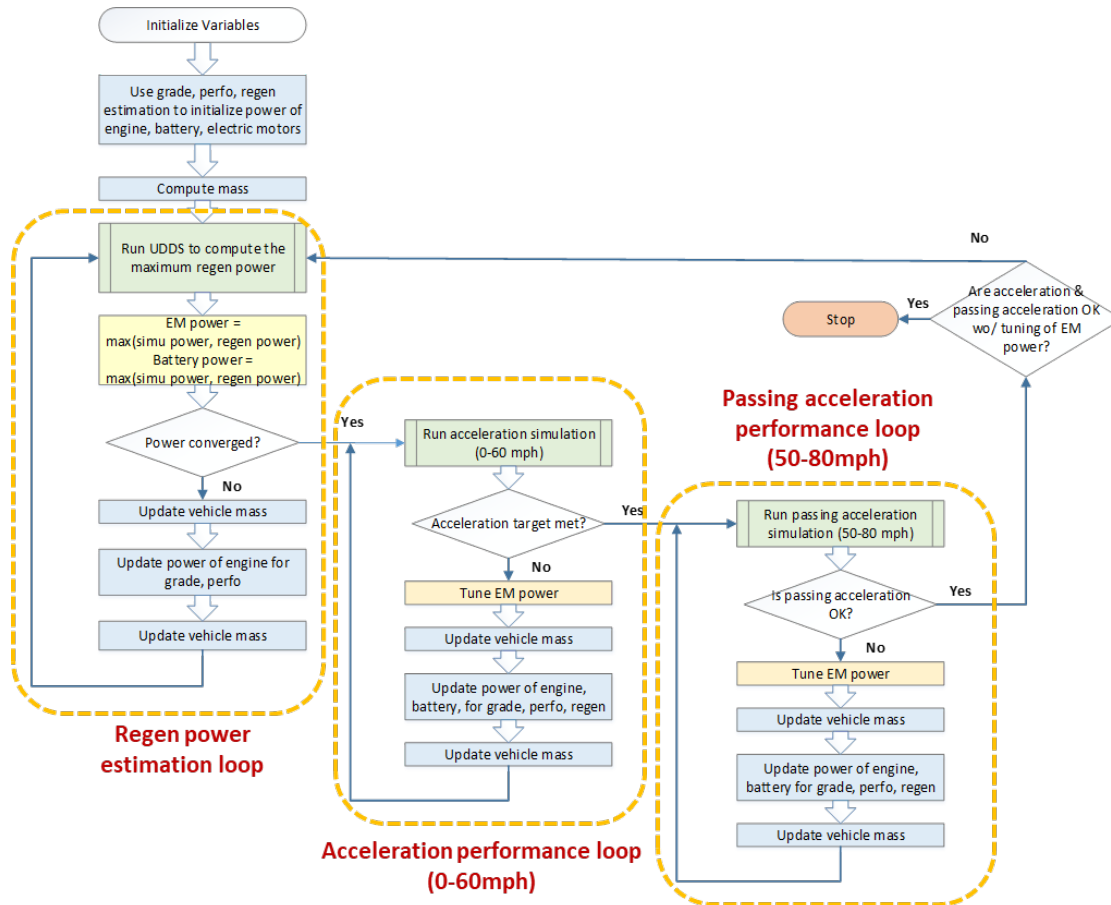 Initialize Variables
Use grade, perfo, regen
estimation to initialize power of
engine, battery, electric motors
Compute mass
Run UDDS to compute the
maximum regen power
EM power =
max(simu power, regen power)
Battery power =
max(simu power, regen power)
Power converged?
Yes
No
Update vehicle mass
Update power of engine for
grade, perfo
Update vehicle mass
Regen power
estimation loop
Run acceleration simulation
(0-60 mph)
Acceleration target met?
Yes
No
Tune EM power
Update vehicle mass
Update power of engine,
battery, for grade, perfo, regen
Update vehicle mass
Acceleration performance loop
(0-60mph)
Passing acceleration
performance loop
(50-80mph)
Run passing acceleration
simulation (50-80 mph)
Is passing acceleration
OK?
Yes
No
Tune EM power
Update vehicle mass
Update power of engine,
battery for grade, perfo, regen
Update vehicle mass
No
Are acceleration &
passing acceleration OK
wo/ tuning of EM
power?
Yes
Stop